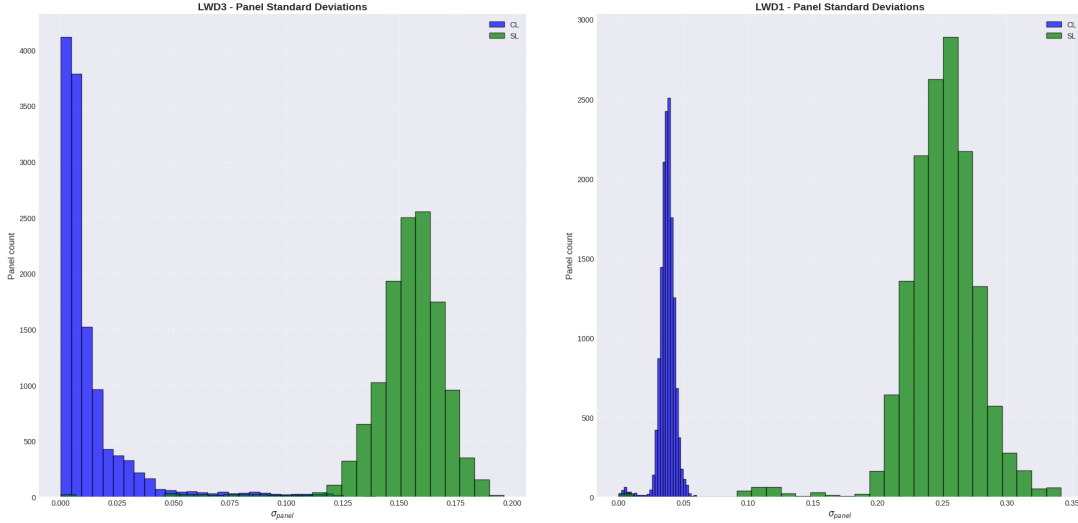 LWD3 - Panel Standard Deviations
CL
SL
4000
3500
3000
2500
2000
1500
1000
500
0
Panel count
0.000 0.025 0.050 0.075 0.100 0.125 0.150 0.175 0.200
σpanel
LWD1 - Panel Standard Deviations
CL
SL
3000
2500
2000
1500
1000
500
0
Panel count
0.00 0.05 0.10 0.15 0.20 0.25 0.30 0.35
σpanel